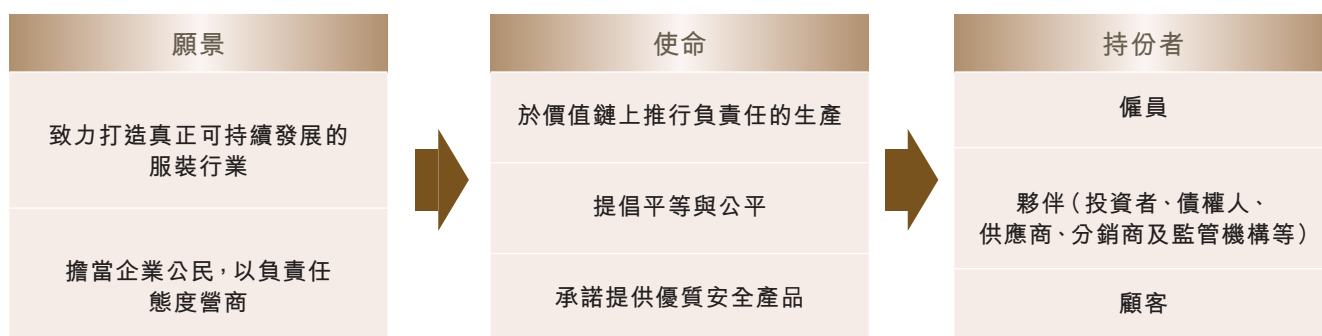 願景
致力打造真正可持續發展的
服裝行業
擔當企業公民，以負責任
態度營商
使命
於價值鏈上推行負責任的生產
提倡平等與公平
承諾提供優質安全產品
持份者
僱員
夥伴（投資者、債權人、
供應商、分銷商及監管機構等）
顧客